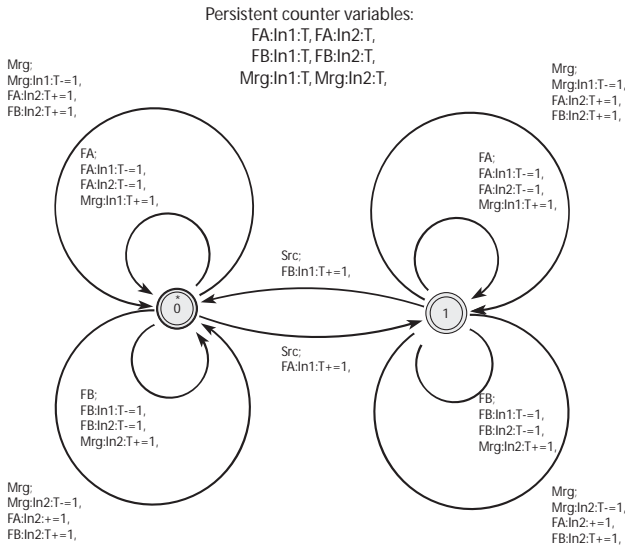 Persistent counter variables:
FA:In1:T, FA:In2:T,
FB:In1:T, FB:In2:T,
Mrg:In1:T, Mrg:In2:T,
Mrg;
Mrg:In1:T-=1,
FA:In2:T+=1,
FB:In2:T+=1,
Mrg;
Mrg:In1:T-=1,
FA:In2:T+=1,
FB:In2:T+=1,
FA;
FA:In1:T-=1,
FA:In2:T-=1,
Mrg:In1:T+=1,
FA;
FA:In1:T-=1,
FA:In2:T-=1,
Mrg:In1:T+=1,
Src;
FB:In1:T+=1,
*
0
1
Src;
FA:In1:T+=1,
FB;
FB:In1:T-=1,
FB:In2:T-=1,
Mrg:In2:T+=1,
FB;
FB:In1:T-=1,
FB:In2:T-=1,
Mrg:In2:T+=1,
Mrg;
Mrg:In2:T-=1,
FA:In2:+=1,
FB:In2:T+=1,
Mrg;
Mrg:In2:T-=1,
FA:In2:+=1,
FB:In2:T+=1,